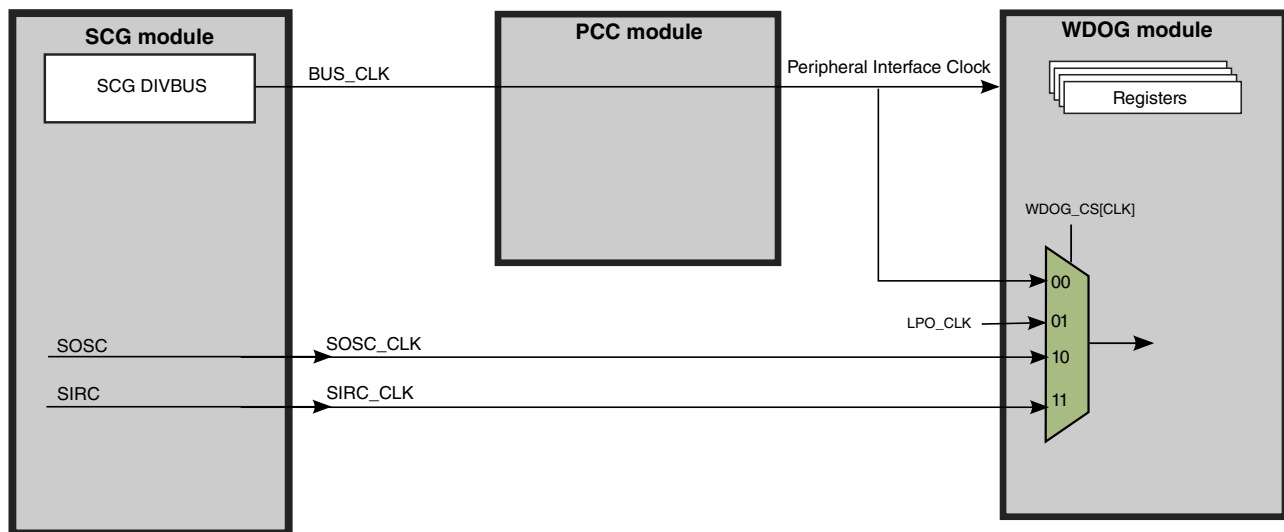 SCG module
PCC module
WDOG module
SCG DIVBUS
BUS_CLK
Peripheral Interface Clock
Registers
WDOG_CS[CLK]
00
LPO_CLK
01
SOSC
SOSC_CLK
10
SIRC
SIRC_CLK
11